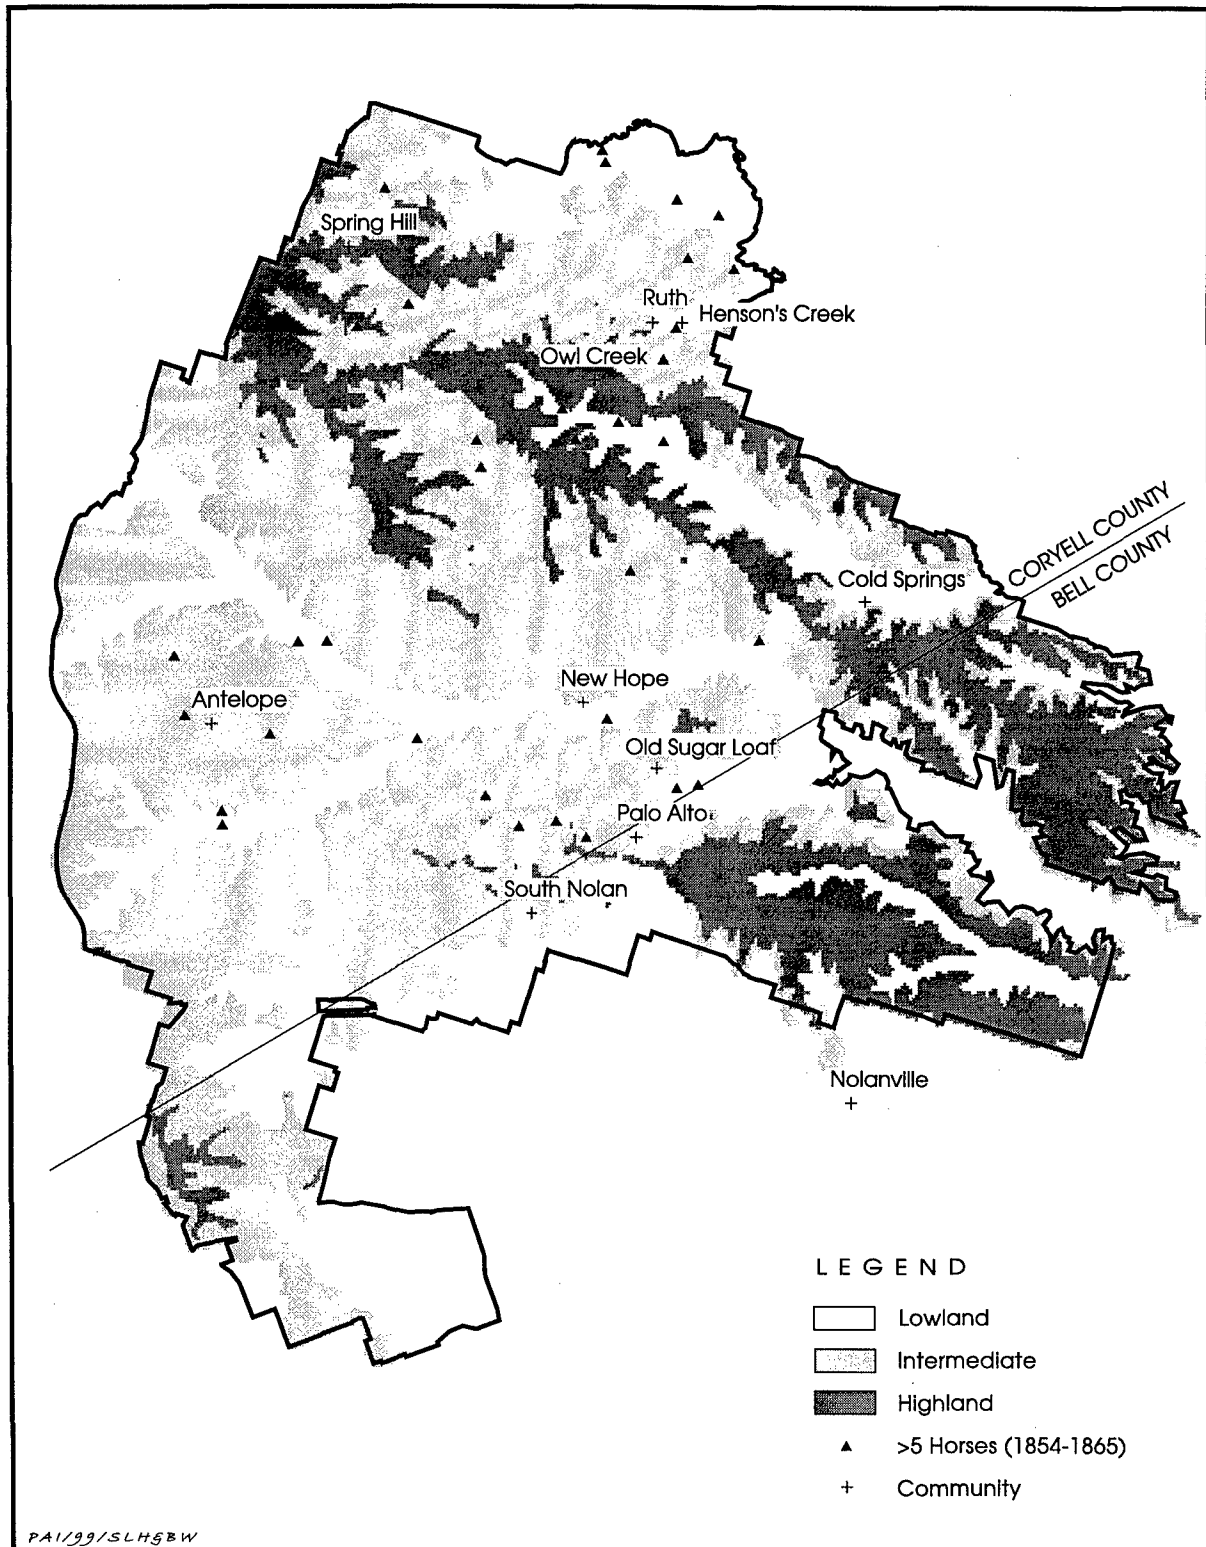 Spring Hill
Ruth
Henson's Creek
Owl Creek
CORYELL COUNTY
BELL COUNTY
Cold Springs
New Hope
Antelope
Old Sugar Loaf
Palo Alto
South Nolan
Nolanville
LEGEND
Lowland
Intermediate
Highland
>5 Horses (1854-1865)
Community
PAI/99/SLH&BW